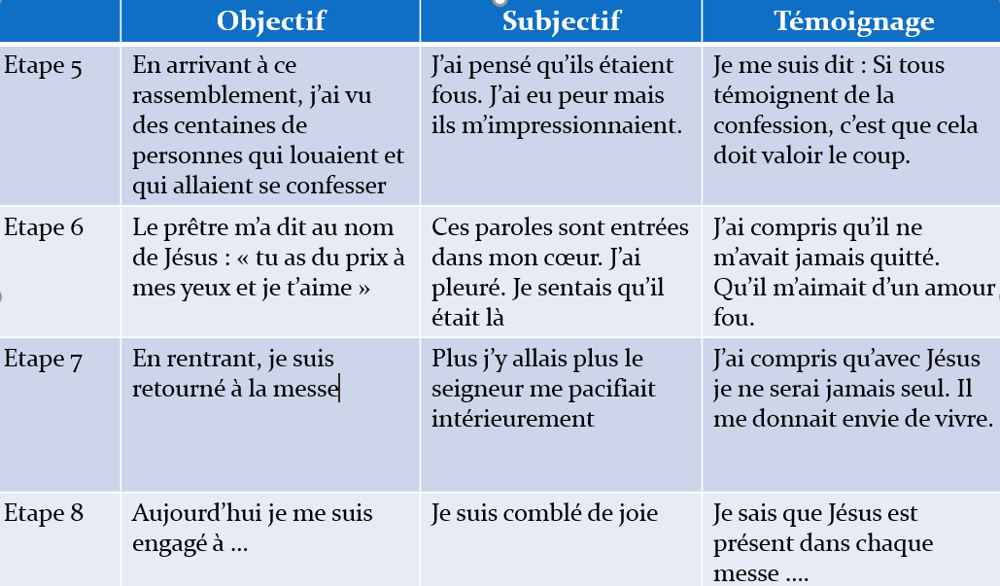 Objectif
Subjectif
Témoignage
Etape 5
En arrivant à ce
rassemblement, j’ai vu
des centaines de
personnes qui louaient et
qui allaient se confesser
J’ai pensé qu’ils étaient
fous. J’ai eu peur mais
ils m’impressionnaient.
Je me suis dit : Si tous
témoignent de la
confession, c’est que cela
doit valoir le coup.
Etape 6
Le prêtre m’a dit au nom
de Jésus : « tu as du prix à
mes yeux et je t’aime »
Ces paroles sont entrées
dans mon cœur. J’ai
pleuré. Je sentais qu’il
était là
J’ai compris qu’il ne
m’avait jamais quitté.
Qu’il m’aimait d’un amour
fou.
Etape 7
En rentrant, je suis
retourné à la messe
Plus j’y allais plus le
seigneur me pacifiait
intérieurement
J’ai compris qu’avec Jésus
je ne serai jamais seul. Il
me donnait envie de vivre.
Etape 8
Aujourd’hui je me suis
engagé à ...
Je suis comblé de joie
Je sais que Jésus est
présent dans chaque
messe ....